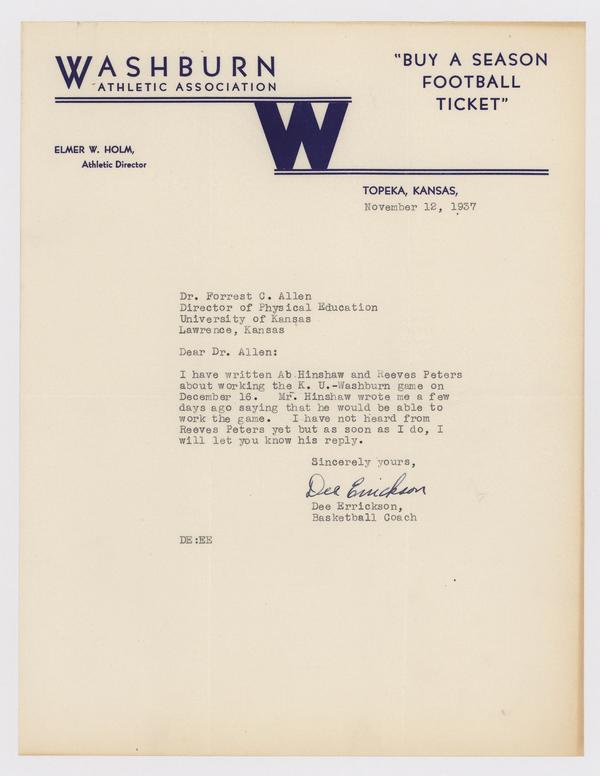 WASHBURN
ATHLETIC ASSOCIATION
"BUY A SEASON
FOOTBALL
TICKET"
W
ELMER W. HOLM,
Athletic Director
TOPEKA, KANSAS,
November 12, 1937
Dr. Forrest C. Allen
Director of Physical Education
University of Kansas
Lawrence, Kansas
Dear Dr. Allen:
I have written Ab Hinshaw and Reeves Peters
about working the K. U.-Washburn game on
December 16. Mr. Hinshaw wrote me a few
days ago saying that he would be able to
work the game. I have not heard from
Reeves Peters yet but as soon as I do, I
will let you know his reply.
Sincerely yours,
Dee Errickson
Dee Errickson,
Basketball Coach
DE:EE